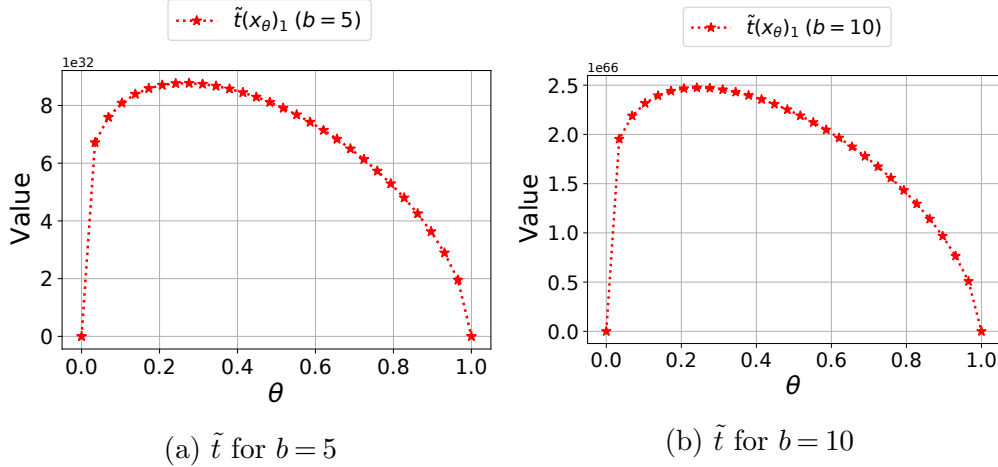 t̃(x_θ)₁ (b = 5)
1e32
8
6
4
2
0
Value
0.0 0.2 0.4 0.6 0.8 1.0
θ
(a) t̃ for b = 5
t̃(x_θ)₁ (b = 10)
1e66
2.5
2.0
1.5
1.0
0.5
0.0
Value
0.0 0.2 0.4 0.6 0.8 1.0
θ
(b) t̃ for b = 10